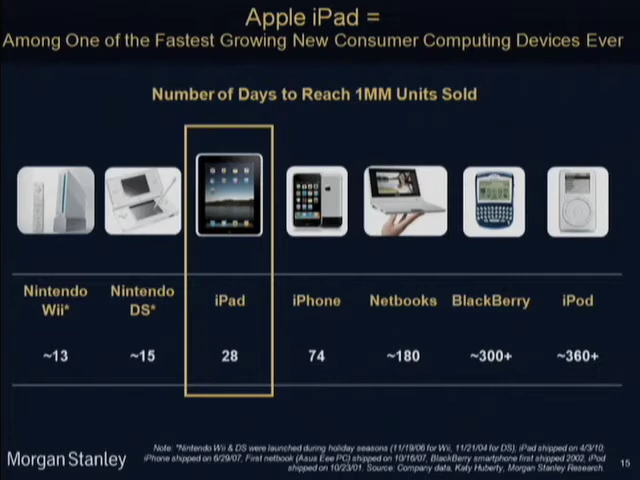 Apple iPad =
Among One of the Fastest Growing New Consumer Computing Devices Ever
Number of Days to Reach 1MM Units Sold
Nintendo Wii*
Nintendo DS*
iPad
iPhone
Netbooks
BlackBerry
iPod
~13
~15
28
74
~180
~300+
~360+
Morgan Stanley
Note: *Nintendo Wii & DS were launched during holiday seasons (11/19/06 for Wii, 11/21/04 for DS), iPad shipped on 4/3/10;
iPhone shipped on 6/29/07, First netbook (Asus Eee PC) shipped on 10/16/07, BlackBerry smartphone first shipped 2002, iPod
shipped on 10/23/01. Source: Company data, Katy Huberty, Morgan Stanley Research.
15